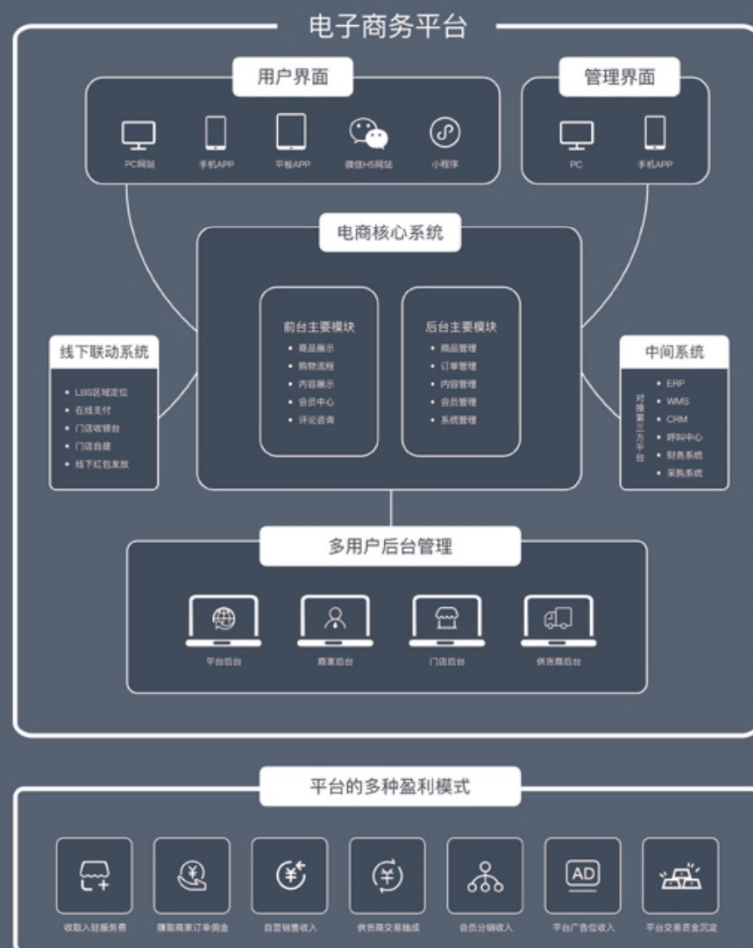 电子商务平台
用户界面
管理界面
PC网站
手机APP
平板APP
微信H5网站
小程序
PC
手机APP
电商核心系统
前台主要模块
• 商品展示
• 购物流程
• 内容展示
• 会员中心
• 评论咨询
后台主要模块
• 商品管理
• 订单管理
• 内容管理
• 会员管理
• 系统管理
线下联动系统
• LBS区域定位
• 在线支付
• 门店收银台
• 门店自提
• 线下红包发放
中间系统
对接第三方平台
• ERP
• WMS
• CRM
• 呼叫中心
• 财务系统
• 采购系统
多用户后台管理
平台后台
商家后台
门店后台
供货商后台
平台的多种盈利模式
AD
收取入驻服务费
赚取商家订单佣金
自营销售收入
供货商交易抽成
会员分销收入
平台广告位收入
平台交易资金沉淀